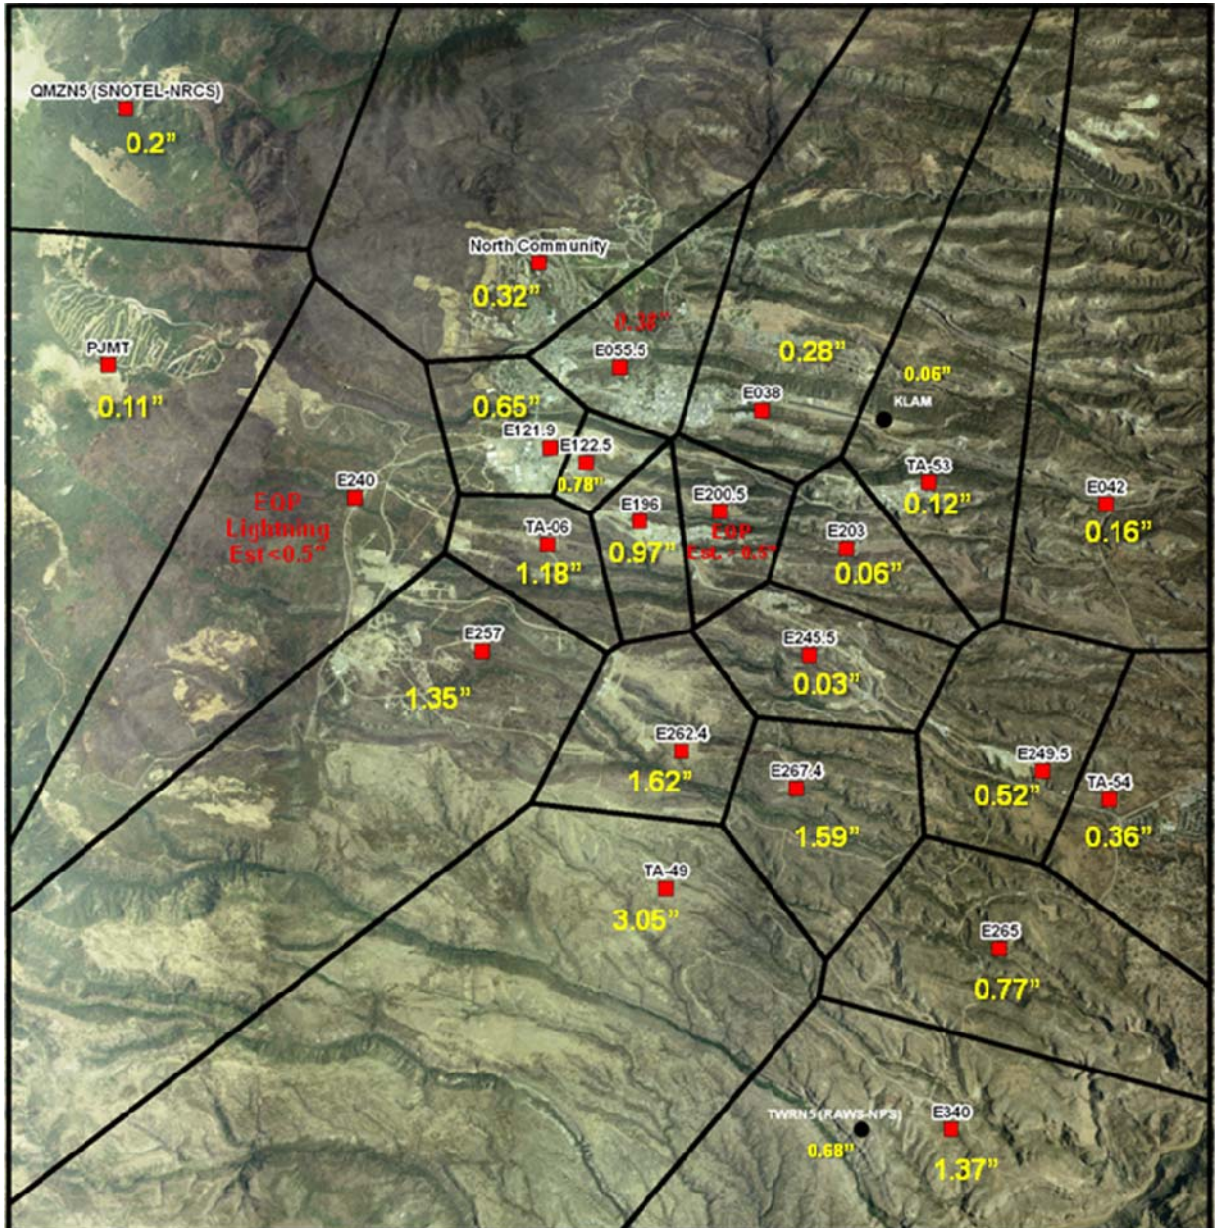 QMZN5 (SNOTEL-NRCS)
0.2”
North Community
0.32”
0.38”
PJMT
0.11”
E055.5
0.28”
0.06”
KLAM
E038
0.65”
E121.9
E122.5
0.78”
E240
EQP
Lightning
Est<0.5”
E196
0.97”
E200.5
EQP
TA-53
0.12”
E042
0.16”
TA-06
1.18”
E203
0.06”
E257
1.35”
E245.5
0.03”
E262.4
1.62”
E267.4
1.59”
E249.5
0.52”
TA-54
0.36”
TA-49
3.05”
E265
0.77”
TWRN5 (RAWS-NPS)
0.68”
E340
1.37”